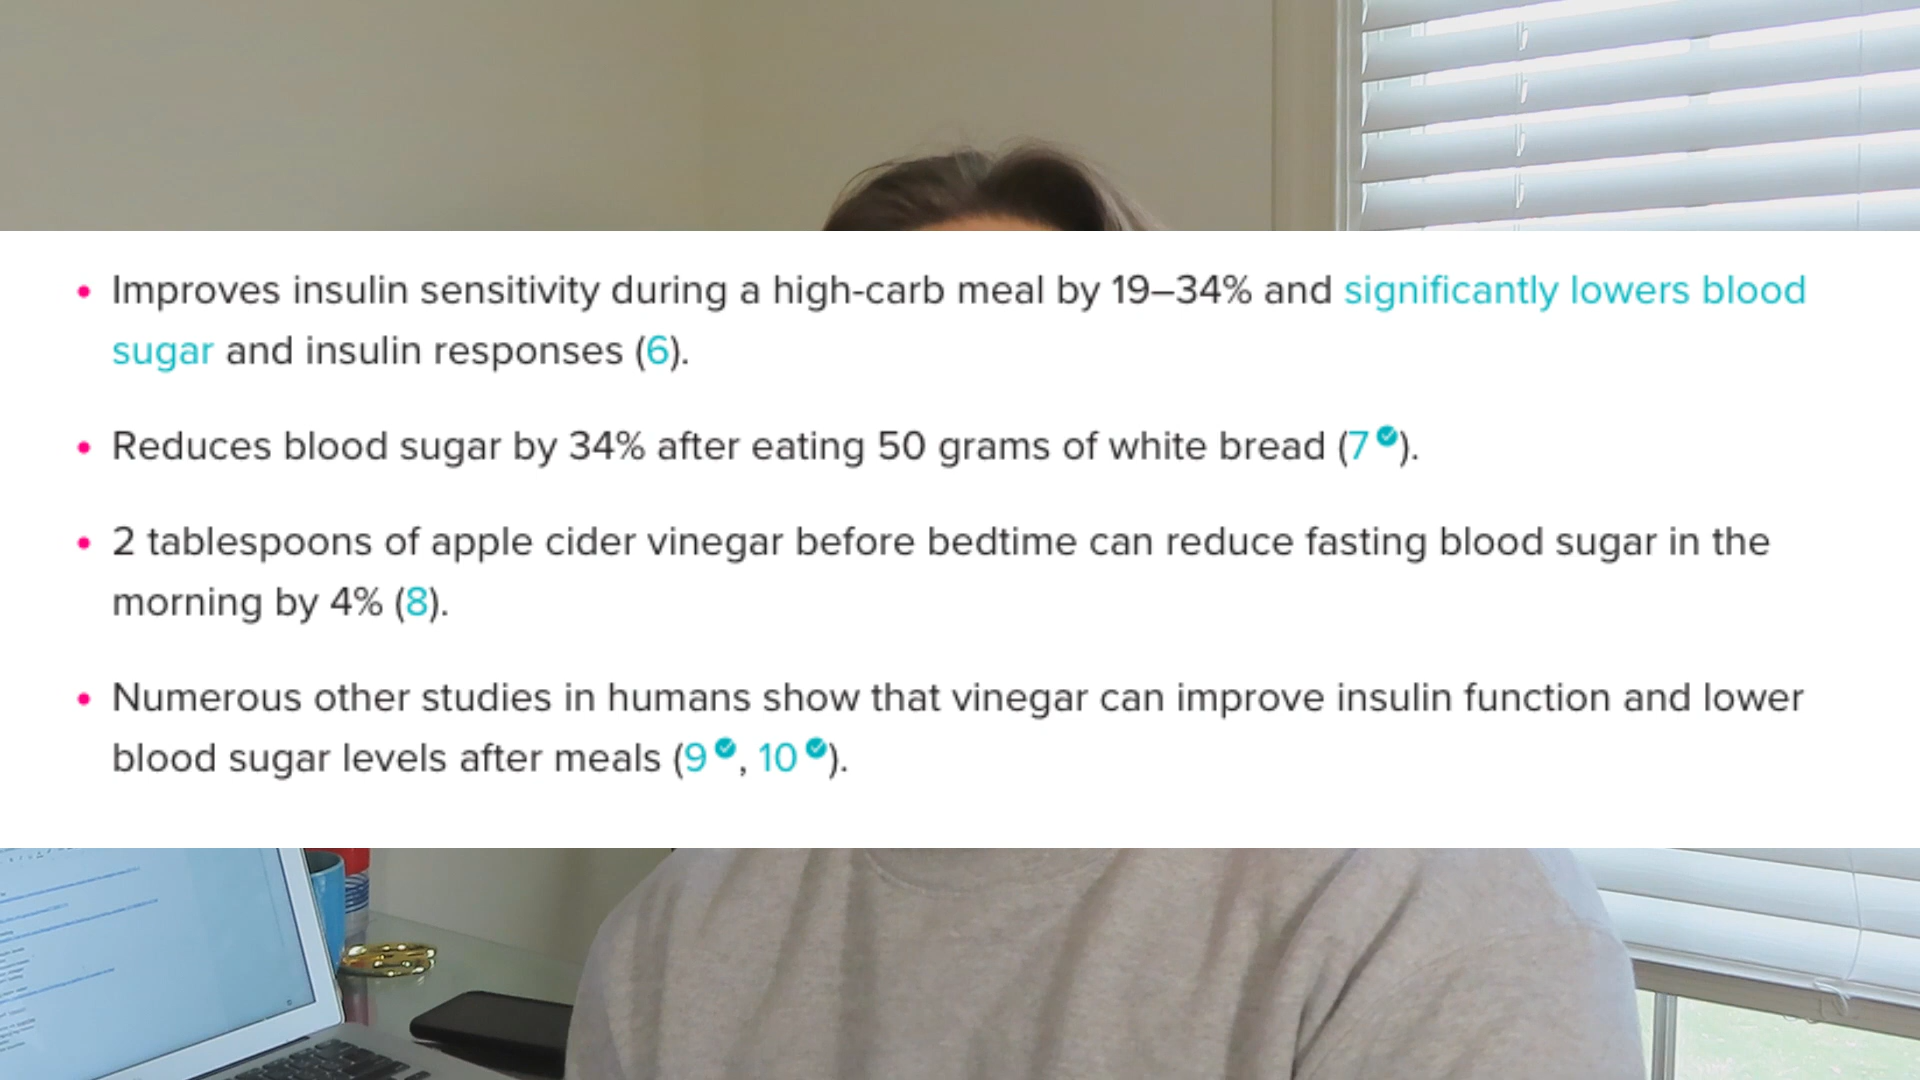 • Improves insulin sensitivity during a high-carb meal by 19–34% and significantly lowers blood
sugar and insulin responses (6).
• Reduces blood sugar by 34% after eating 50 grams of white bread (7).
• 2 tablespoons of apple cider vinegar before bedtime can reduce fasting blood sugar in the
morning by 4% (8).
• Numerous other studies in humans show that vinegar can improve insulin function and lower
blood sugar levels after meals (9, 10).